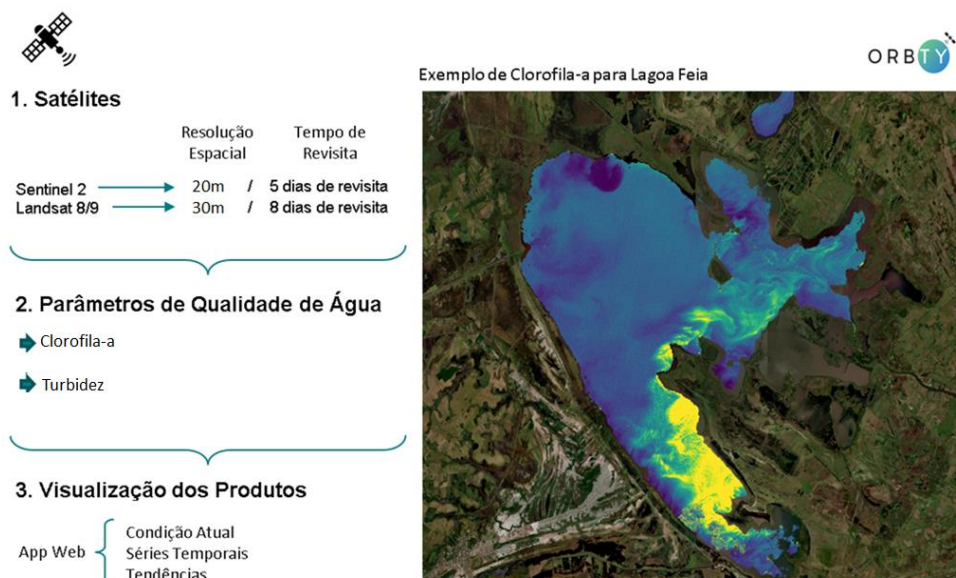 ORBTY
Exemplo de Clorofila-a para Lagoa Feia
1. Satélites
Resolução Espacial
Tempo de Revisita
Sentinel 2 20m / 5 dias de revisita
Landsat 8/9 30m / 8 dias de revisita
2. Parâmetros de Qualidade de Água
Clorofila-a
Turbidez
3. Visualização dos Produtos
App Web
Condição Atual
Séries Temporais
Tendências